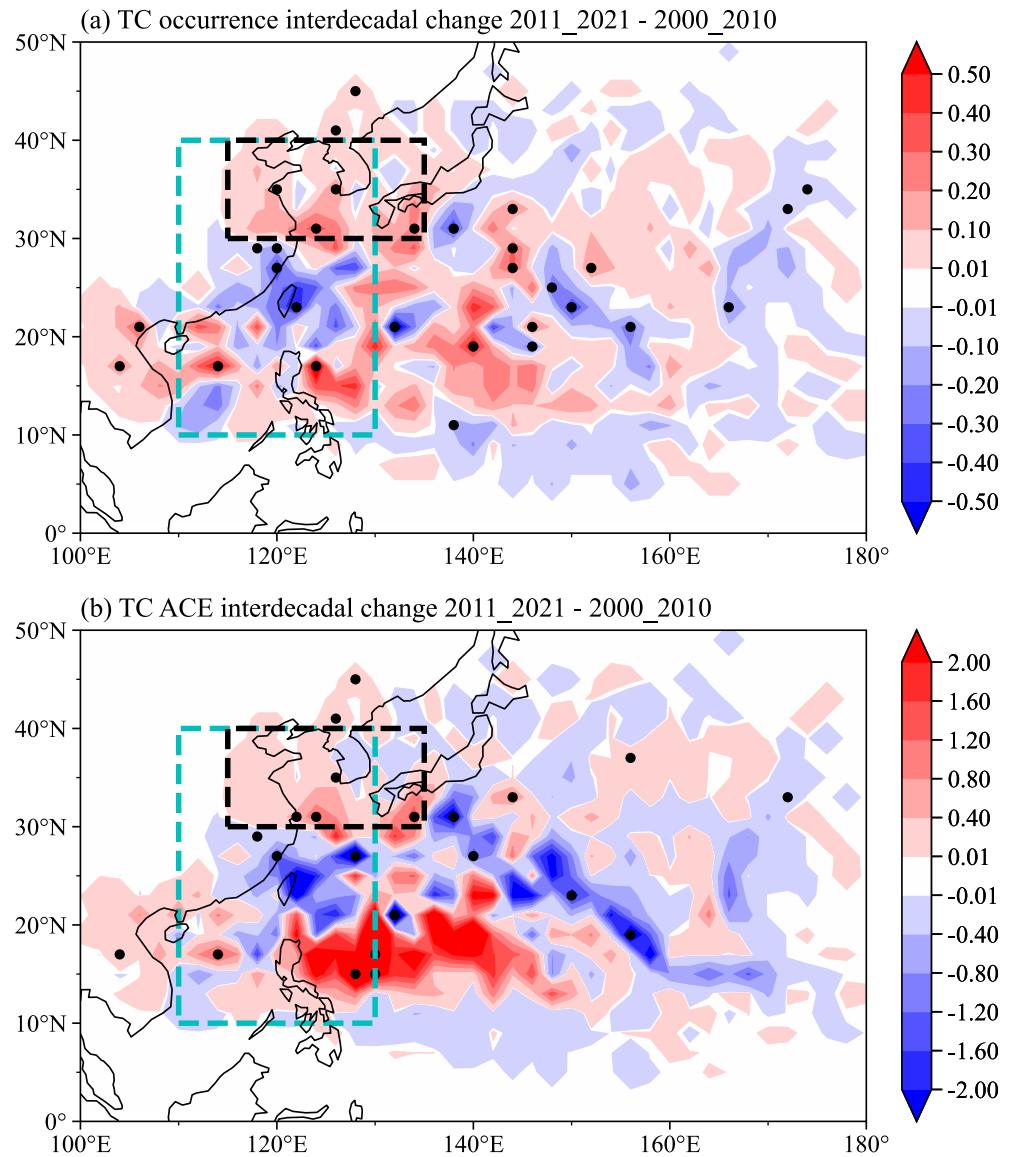 (a) TC occurrence interdecadal change 2011_2021 - 2000_2010
50°N
40°N
30°N
20°N
10°N
0°
100°E
120°E
140°E
160°E
180°
0.50
0.40
0.30
0.20
0.10
0.01
-0.01
-0.10
-0.20
-0.30
-0.40
-0.50
(b) TC ACE interdecadal change 2011_2021 - 2000_2010
50°N
40°N
30°N
20°N
10°N
0°
100°E
120°E
140°E
160°E
180°
2.00
1.60
1.20
0.80
0.40
0.01
-0.01
-0.40
-0.80
-1.20
-1.60
-2.00